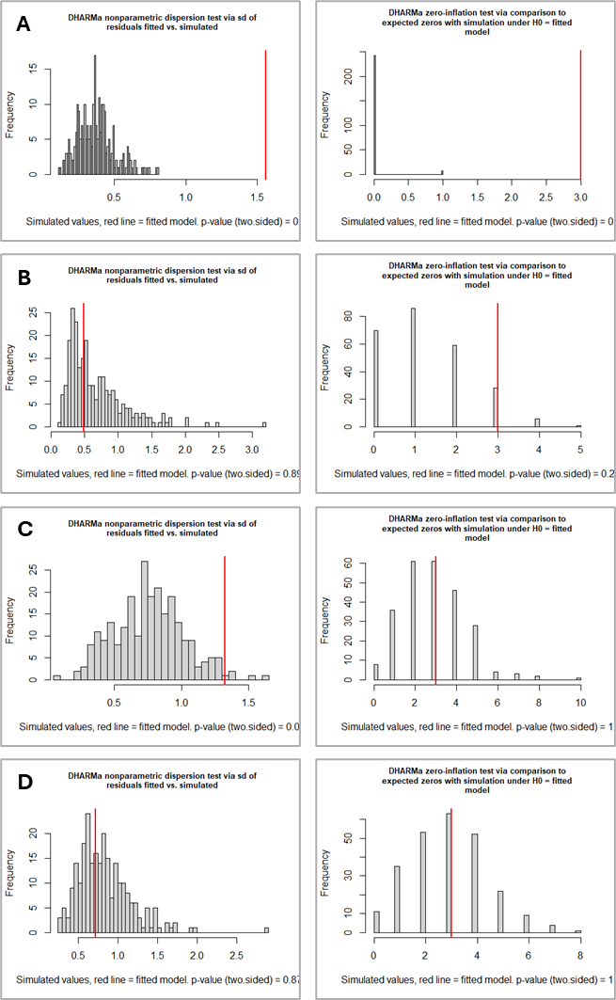 A
DHARMa nonparametric dispersion test via sd of
residuals fitted vs. simulated
Frequency
0 5 10 15
0.5 1.0 1.5
Simulated values, red line = fitted model. p-value (two.sided) = 0
DHARMa zero-inflation test via comparison to
expected zeros with simulation under H0 = fitted
model
Frequency
0 50 100 200
0.0 0.5 1.0 1.5 2.0 2.5 3.0
Simulated values, red line = fitted model. p-value (two.sided) = 0
B
DHARMa nonparametric dispersion test via sd of
residuals fitted vs. simulated
Frequency
0 5 10 15 20 25
0.0 0.5 1.0 1.5 2.0 2.5 3.0
Simulated values, red line = fitted model. p-value (two.sided) = 0.89
DHARMa zero-inflation test via comparison to
expected zeros with simulation under H0 = fitted
model
Frequency
0 20 40 60 80
0 1 2 3 4 5
Simulated values, red line = fitted model. p-value (two.sided) = 0.2
C
DHARMa nonparametric dispersion test via sd of
residuals fitted vs. simulated
Frequency
0 5 10 15 20 25
0.5 1.0 1.5
Simulated values, red line = fitted model. p-value (two.sided) = 0.0
DHARMa zero-inflation test via comparison to
expected zeros with simulation under H0 = fitted
model
Frequency
0 10 20 30 40 50 60
0 2 4 6 8 10
Simulated values, red line = fitted model. p-value (two.sided) = 1
D
DHARMa nonparametric dispersion test via sd of
residuals fitted vs. simulated
Frequency
0 5 10 15 20
0.5 1.0 1.5 2.0 2.5
Simulated values, red line = fitted model. p-value (two.sided) = 0.87
DHARMa zero-inflation test via comparison to
expected zeros with simulation under H0 = fitted
model
Frequency
0 10 30 50
0 2 4 6 8
Simulated values, red line = fitted model. p-value (two.sided) = 1